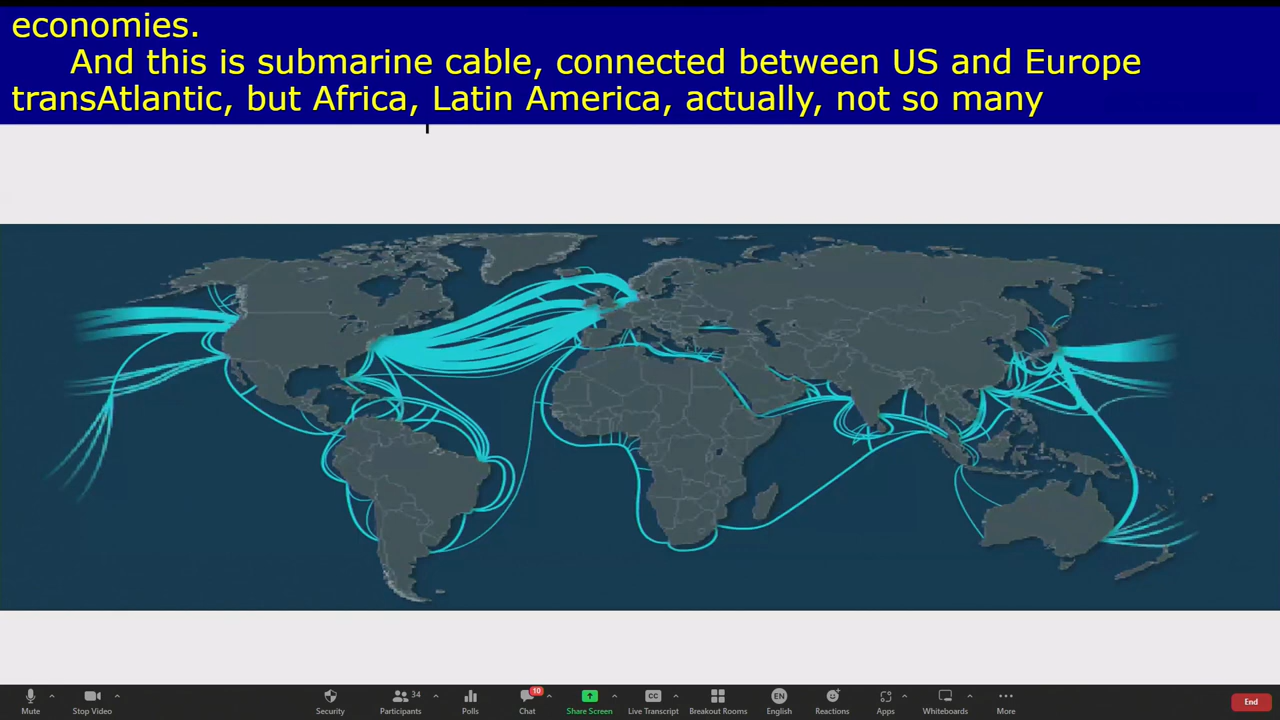 economies.
And this is submarine cable, connected between US and Europe
transAtlantic, but Africa, Latin America, actually, not so many
Mute
Stop Video
Security
34
Participants
Polls
10
Chat
Share Screen
CC
Live Transcript
Breakout Rooms
EN
English
Reactions
Apps
Whiteboards
More
End